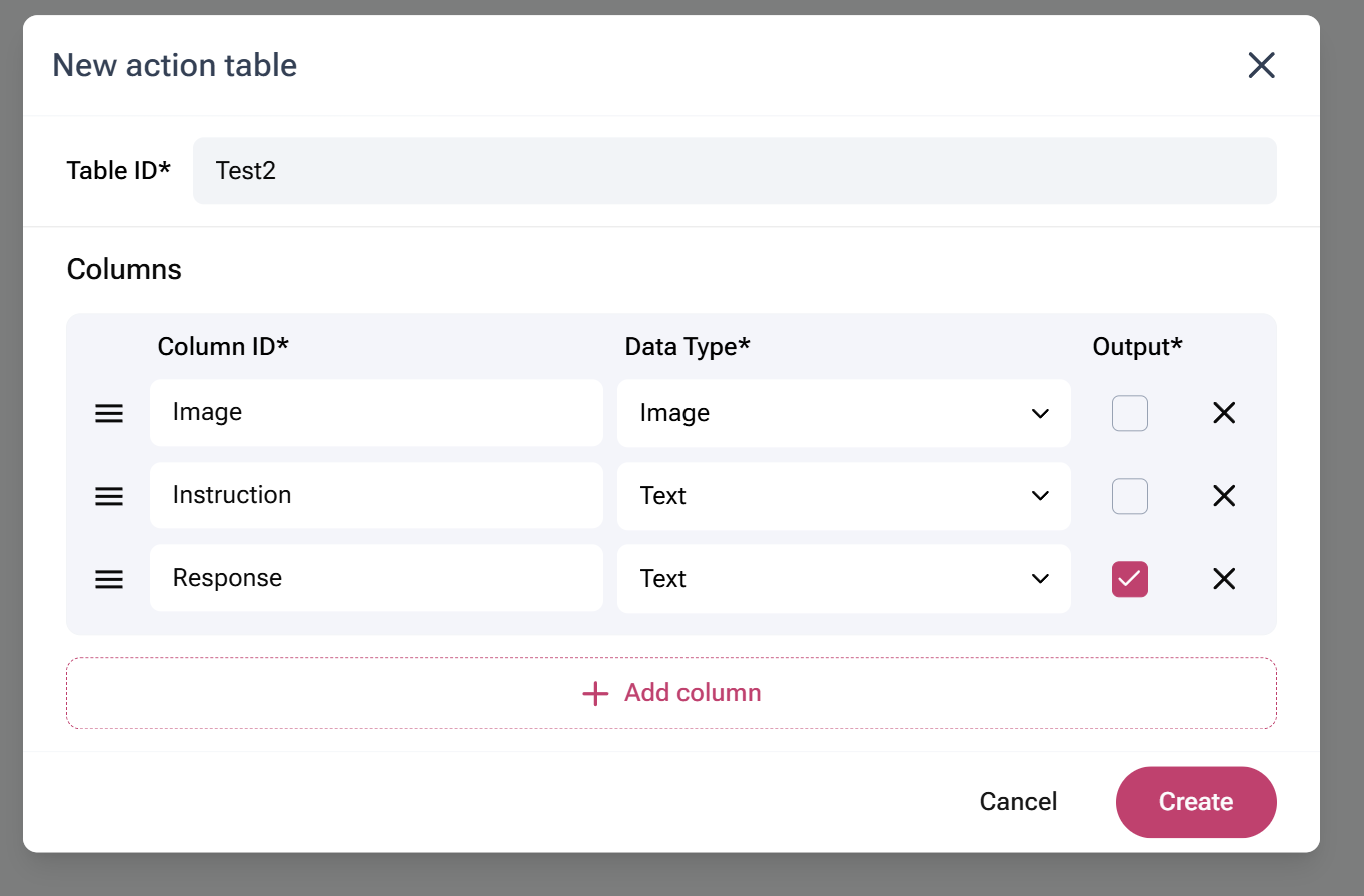 New action table
Table ID* Test2
Columns
Column ID* Data Type* Output*
Image Image
Instruction Text
Response Text
Add column
Cancel Create